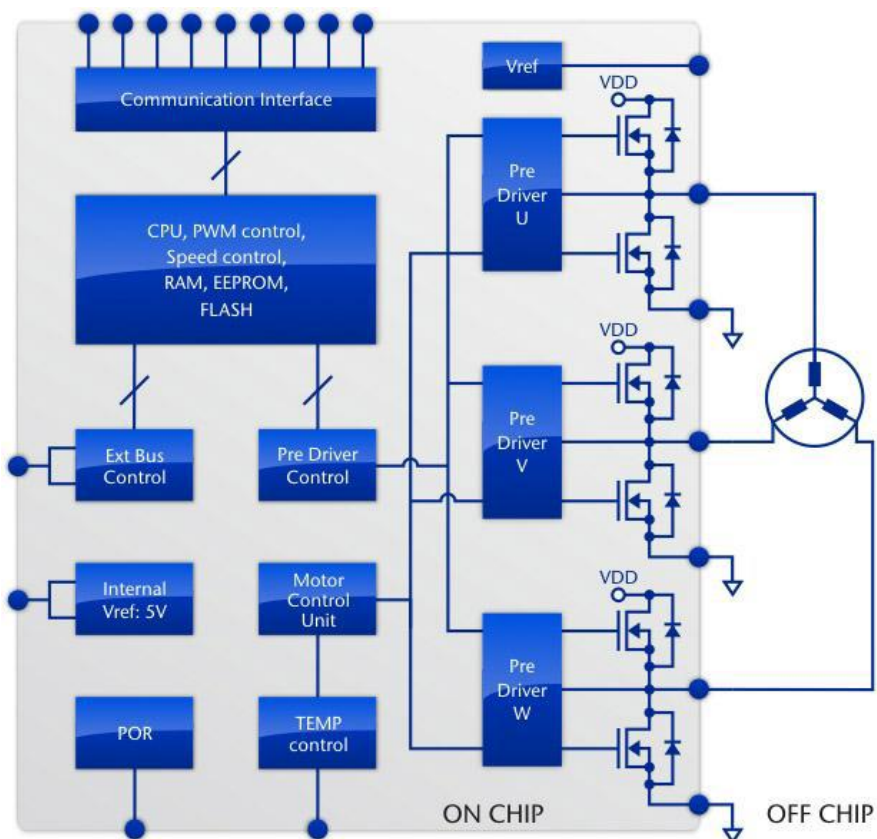 Communication Interface
Vref
VDD
Pre
Driver
U
CPU, PWM control,
Speed control,
RAM, EEPROM,
FLASH
VDD
Pre
Driver
V
Ext Bus
Control
Pre Driver
Control
Internal
Vref: 5V
Motor
Control
Unit
VDD
Pre
Driver
W
POR
TEMP
control
ON CHIP
OFF CHIP